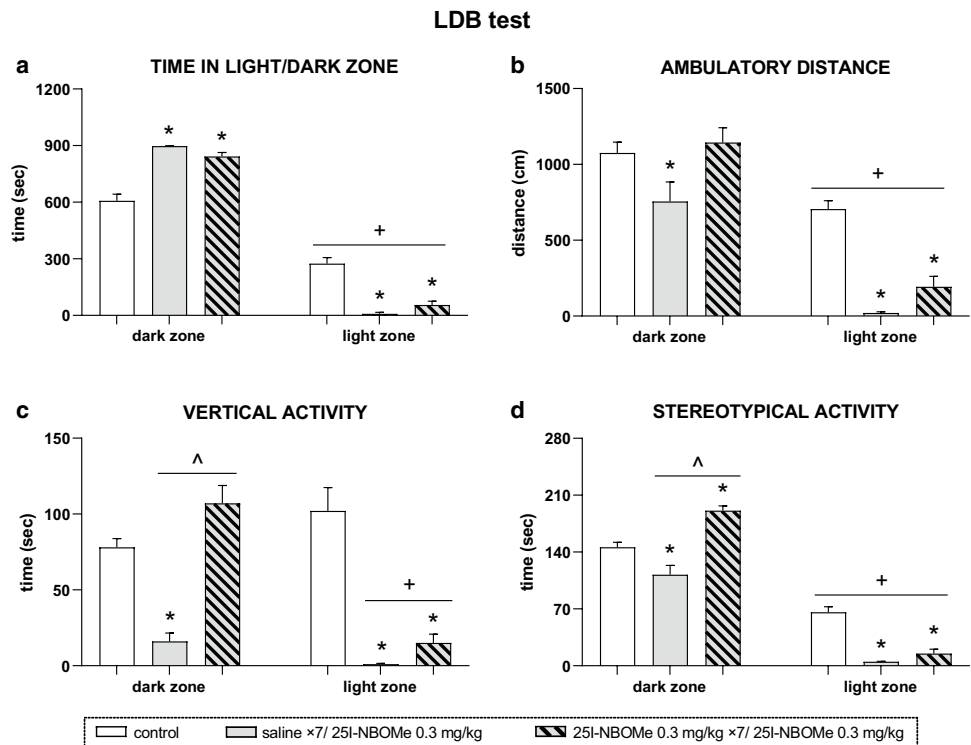 LDB test
a
TIME IN LIGHT/DARK ZONE
time (sec)
1200
900
600
300
0
* * + * *
dark zone light zone
b
AMBULATORY DISTANCE
distance (cm)
1500
1000
500
0
* + * *
dark zone light zone
c
VERTICAL ACTIVITY
time (sec)
150
100
50
0
^ * + * *
dark zone light zone
d
STEREOTYPICAL ACTIVITY
time (sec)
280
210
140
70
0
^ * * + * *
dark zone light zone
control saline ×7/ 25I-NBOMe 0.3 mg/kg 25I-NBOMe 0.3 mg/kg ×7/ 25I-NBOMe 0.3 mg/kg